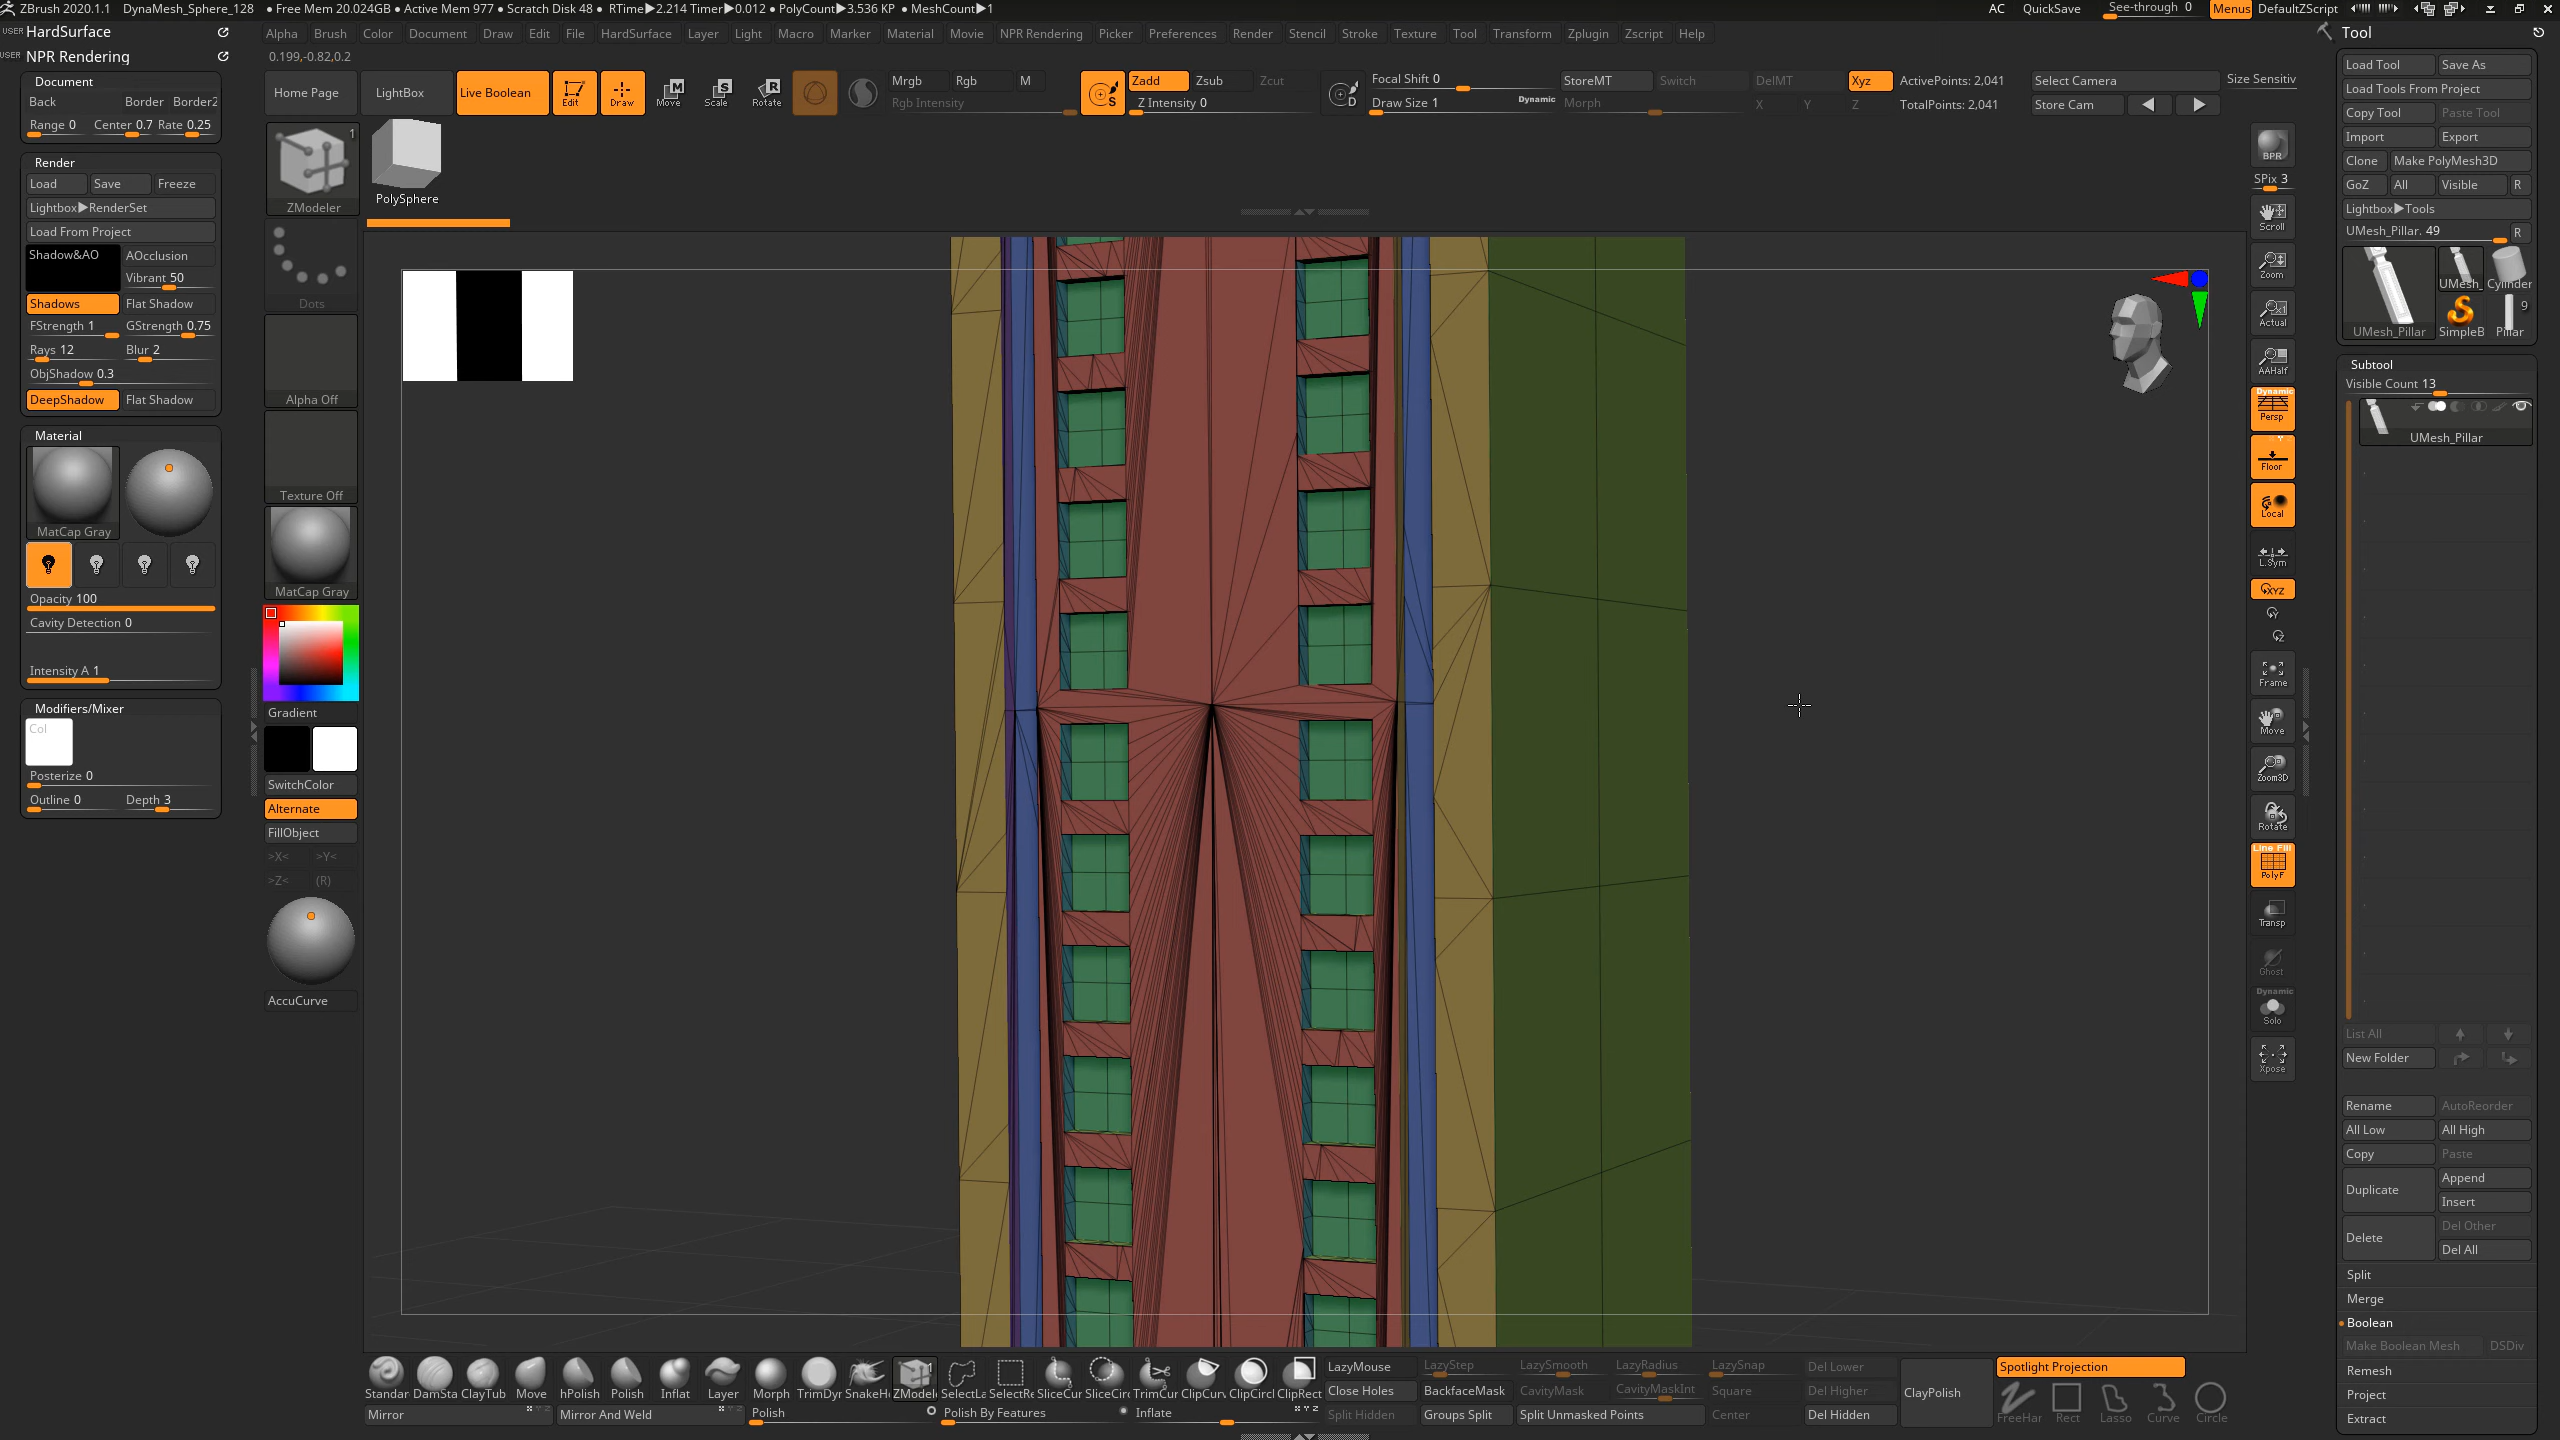 ZBrush 2020.1.1 DynaMesh_Sphere_128 • Free Mem 20.024GB • Active Mem 977 • Scratch Disk 48 • RTime▶2.214 Timer▶0.012 • PolyCount▶3.536 KP • MeshCount▶1 AC QuickSave See-through 0 Menus DefaultZScript
USER HardSurface
USER NPR Rendering
Alpha Brush Color Document Draw Edit File HardSurface Layer Light Macro Marker Material Movie NPR Rendering Picker Preferences Render Stencil Stroke Texture Tool Transform Zplugin Zscript Help
0.199,-0.82,0.2
Home Page LightBox Live Boolean Edit Draw Move Scale Rotate
Mrgb Rgb M Zadd Zsub Zcut
Rgb Intensity Z Intensity 0
Focal Shift 0
Draw Size 1 Dynamic
StoreMT Switch DelMT Xyz ActivePoints: 2,041 Select Camera Size Sensitiv
Morph X Y Z TotalPoints: 2,041 Store Cam
Document
Back Border Border2
Range 0 Center 0.7 Rate 0.25
Render
Load Save Freeze
Lightbox▶RenderSet
Load From Project
Shadow&AO AOcclusion
Vibrant 50
Shadows Flat Shadow
FStrength 1 GStrength 0.75
Rays 12 Blur 2
ObjShadow 0.3
DeepShadow Flat Shadow
Material
MatCap Gray
Opacity 100
Cavity Detection 0
Intensity A 1
Modifiers/Mixer
Col
Posterize 0
Outline 0 Depth 3
1
ZModeler
PolySphere
Dots
Alpha Off
Texture Off
MatCap Gray
Gradient
SwitchColor
Alternate
FillObject
>X< >Y<
>Z< (R)
AccuCurve
BPR
SPix 3
Scroll
Zoom
Actual
AAHalf
Dynamic
Persp
Floor
Local
L.Sym
XYZ
Y
Z
Frame
Move
Zoom3D
Rotate
Line Fill
PolyF
Transp
Ghost
Dynamic
Solo
Xpose
Tool
Load Tool Save As
Load Tools From Project
Copy Tool Paste Tool
Import Export
Clone Make PolyMesh3D
GoZ All Visible R
Lightbox▶Tools
UMesh_Pillar. 49 R
UMesh_ Cylinder
9
UMesh_Pillar SimpleB Pillar
Subtool
Visible Count 13
UMesh_Pillar
List All
New Folder
Rename AutoReorder
All Low All High
Copy Paste
Duplicate Append
Insert
Delete Del Other
Del All
Split
Merge
Boolean
Make Boolean Mesh DSDiv
Remesh
Project
Extract
Standar DamSta ClayTub Move hPolish Polish Inflat Layer Morph TrimDyr SnakeH ZModel SelectLa SelectRe SliceCur SliceCirc TrimCur ClipCurv ClipCircl ClipRect
Mirror Mirror And Weld Polish Polish By Features Inflate
LazyMouse LazyStep LazySmooth LazyRadius LazySnap Del Lower Spotlight Projection
Close Holes BackfaceMask CavityMask CavityMaskInt Square Del Higher ClayPolish
Split Hidden Groups Split Split Unmasked Points Center Del Hidden FreeHar Rect Lasso Curve Circle